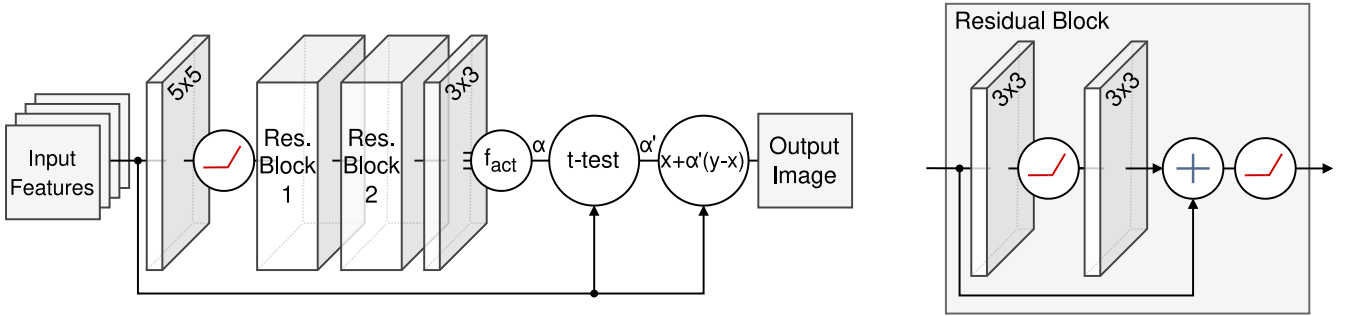 Input
Features
5x5
Res.
Block
1
Res.
Block
2
3x3
f_act
α
t-test
α'
x+α'(y-x)
Output
Image
Residual Block
3x3
3x3